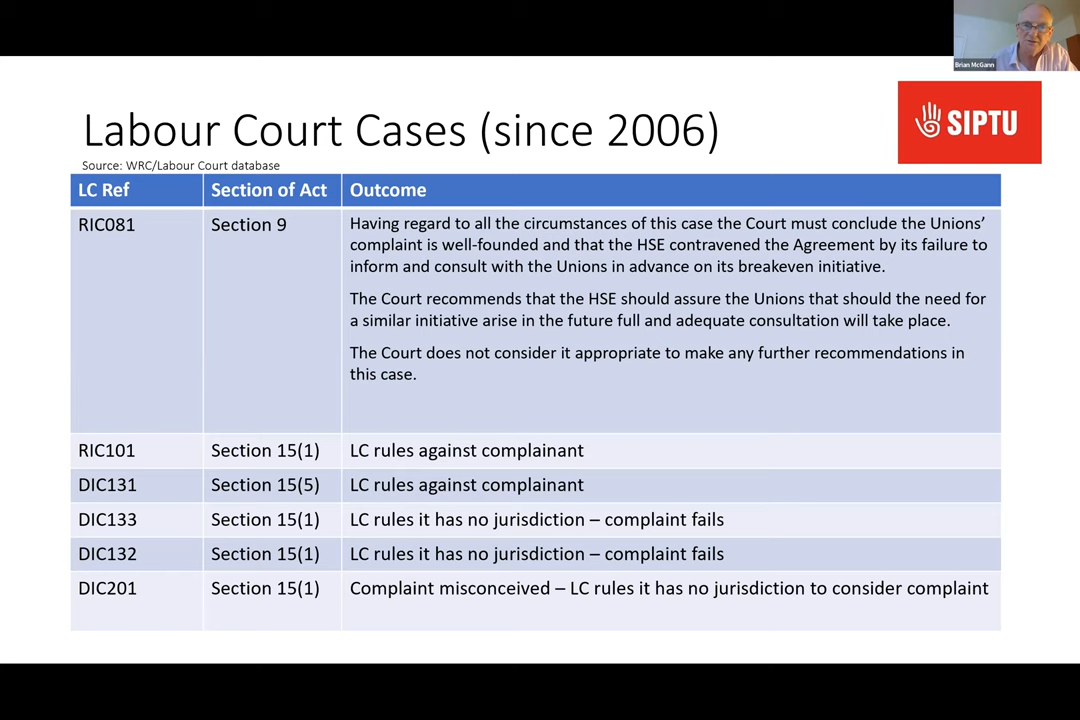 Brian McGann
SIPTU
Labour Court Cases (since 2006)
Source: WRC/Labour Court database
LC Ref Section of Act Outcome
RIC081 Section 9 Having regard to all the circumstances of this case the Court must conclude the Unions’
complaint is well-founded and that the HSE contravened the Agreement by its failure to
inform and consult with the Unions in advance on its breakeven initiative.
The Court recommends that the HSE should assure the Unions that should the need for
a similar initiative arise in the future full and adequate consultation will take place.
The Court does not consider it appropriate to make any further recommendations in
this case.
RIC101 Section 15(1) LC rules against complainant
DIC131 Section 15(5) LC rules against complainant
DIC133 Section 15(1) LC rules it has no jurisdiction – complaint fails
DIC132 Section 15(1) LC rules it has no jurisdiction – complaint fails
DIC201 Section 15(1) Complaint misconceived – LC rules it has no jurisdiction to consider complaint